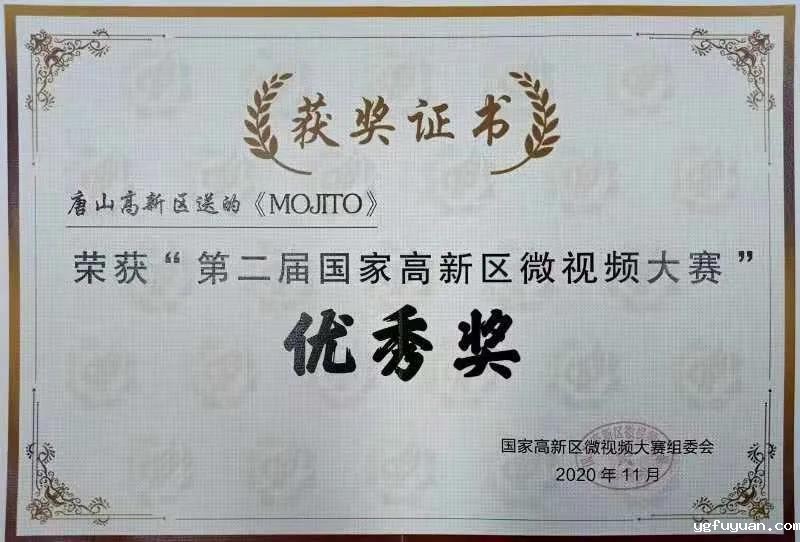 获奖证书
唐山高新区送的《MOJITO》
荣获“第二届国家高新区微视频大赛”
优秀奖
国家高新区微视频大赛组委会
2020年11月
ygfuyuan.com